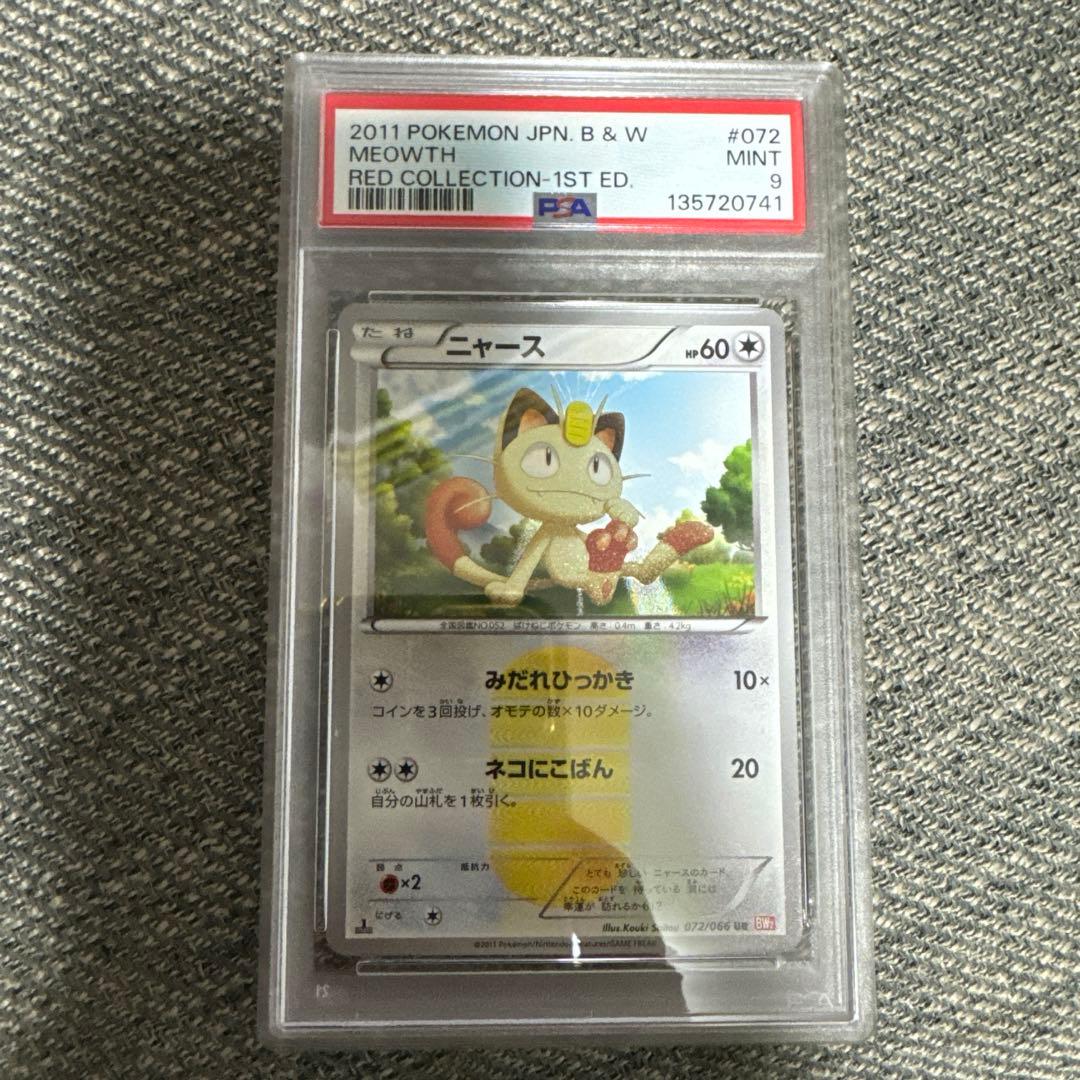 2011 POKEMON JPN. B & W #072
MEOWTH MINT
RED COLLECTION-1ST ED. 9
PSA 135720741
たね ニャース HP60
全国図鑑NO.052 ばけねこポケモン 高さ:0.4m 重さ:4.2kg
みだれひっかき 10×
コインを3回投げ、オモテの数×10ダメージ。
ネコにこばん 20
自分の山札を1枚引く。
弱点 抵抗力
×2
にげる
とても 珍しい ニャースのカード
このカードを 持っている 翼には
幸運が 訪れるかも!?
1
illus.Kouki Saitou 072/066 UR BW2
©2011 Pokémon/Nintendo/Creatures/GAME FREAK